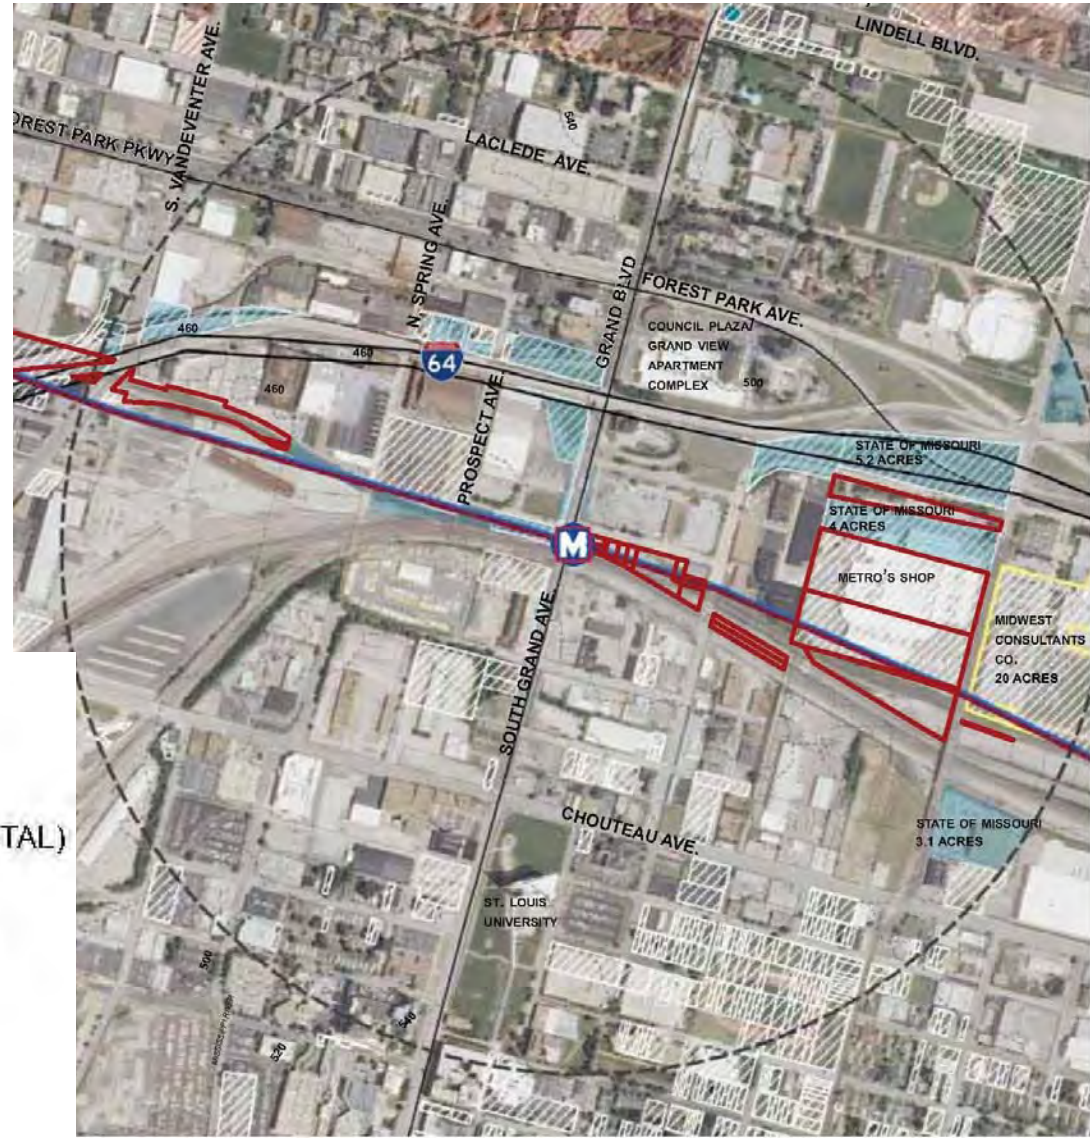 LINDELL BLVD.
S. VANDEVENTER AVE.
OREST PARK PKWY
540
LACLEDE AVE.
N. SPRING AVE.
GRAND BLVD
FOREST PARK AVE.
COUNCIL PLAZA/
GRAND VIEW
APARTMENT
COMPLEX
500
460
460
460
64
PROSPECT AVE.
STATE OF MISSOURI
5.2 ACRES
STATE OF MISSOURI
4 ACRES
M
METRO'S SHOP
MIDWEST
CONSULTANTS
CO.
20 ACRES
SOUTH GRAND AVE.
CHOUTEAU AVE.
STATE OF MISSOURI
3.1 ACRES
TAL)
ST. LOUIS
UNIVERSITY
500
540
520